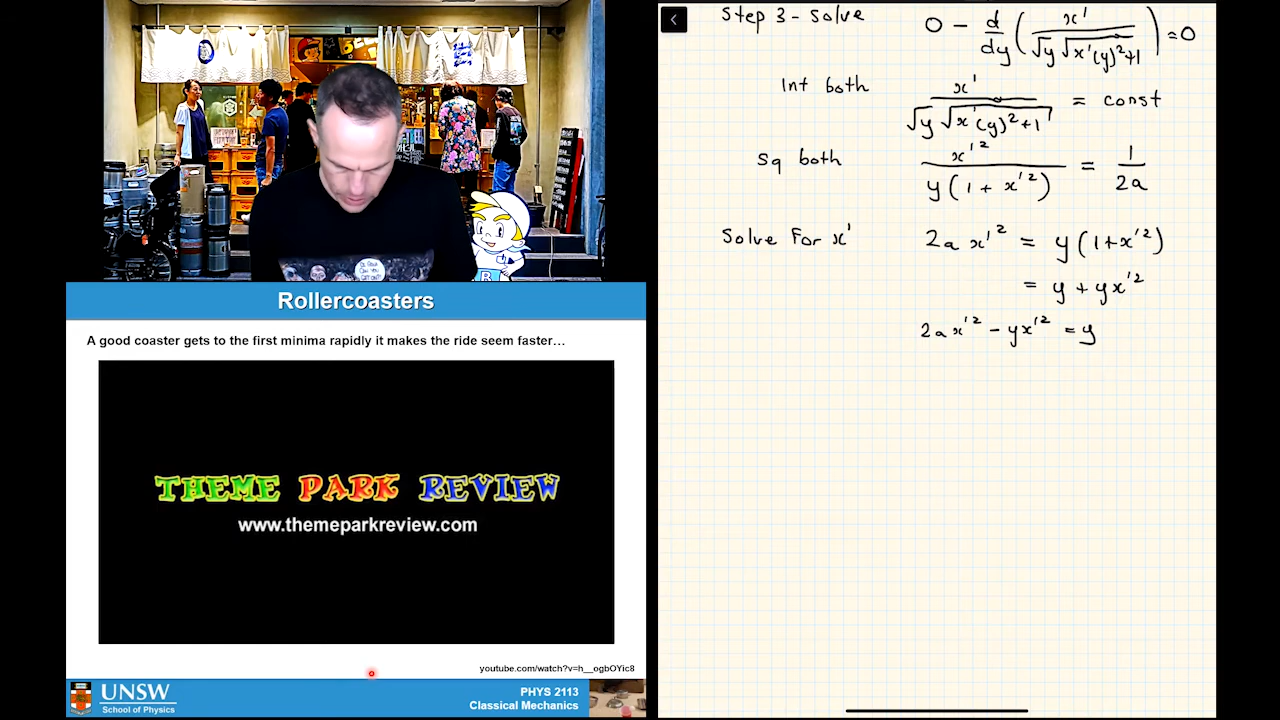 Rollercoasters
A good coaster gets to the first minima rapidly it makes the ride seem faster…
THEME PARK REVIEW
www.themeparkreview.com
youtube.com/watch?v=h__ogbOYic8
UNSW
School of Physics
PHYS 2113
Classical Mechanics
Step 3 - Solve 0 - d/dy (x' / √y √x'(y)²+1) = 0
Int both x' / √y √x'(y)²+1 = const
Sq both x'² / y(1 + x'²) = 1 / 2a
Solve For x' 2a x'² = y(1+x'²)
= y + yx'²
2ax'² - yx'² = y